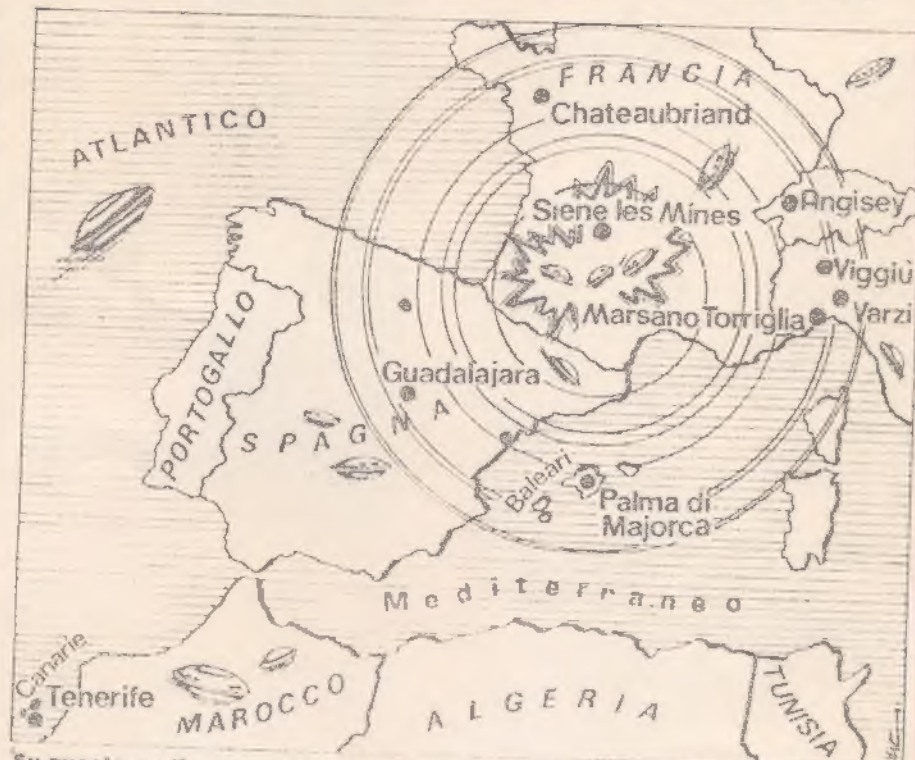 FRANCIA
Chateaubriand
ATLANTICO
Siene les Mines
Angisey
Viggiù
Marsano Torriglia
Varzi
Guadalajara
PORTOGALLO
SPAGNA
Baleari
Palma di
Majorca
Mediterraneo
Canarie
Tenerife
MAROCCO
ALGERIA
TUNISIA